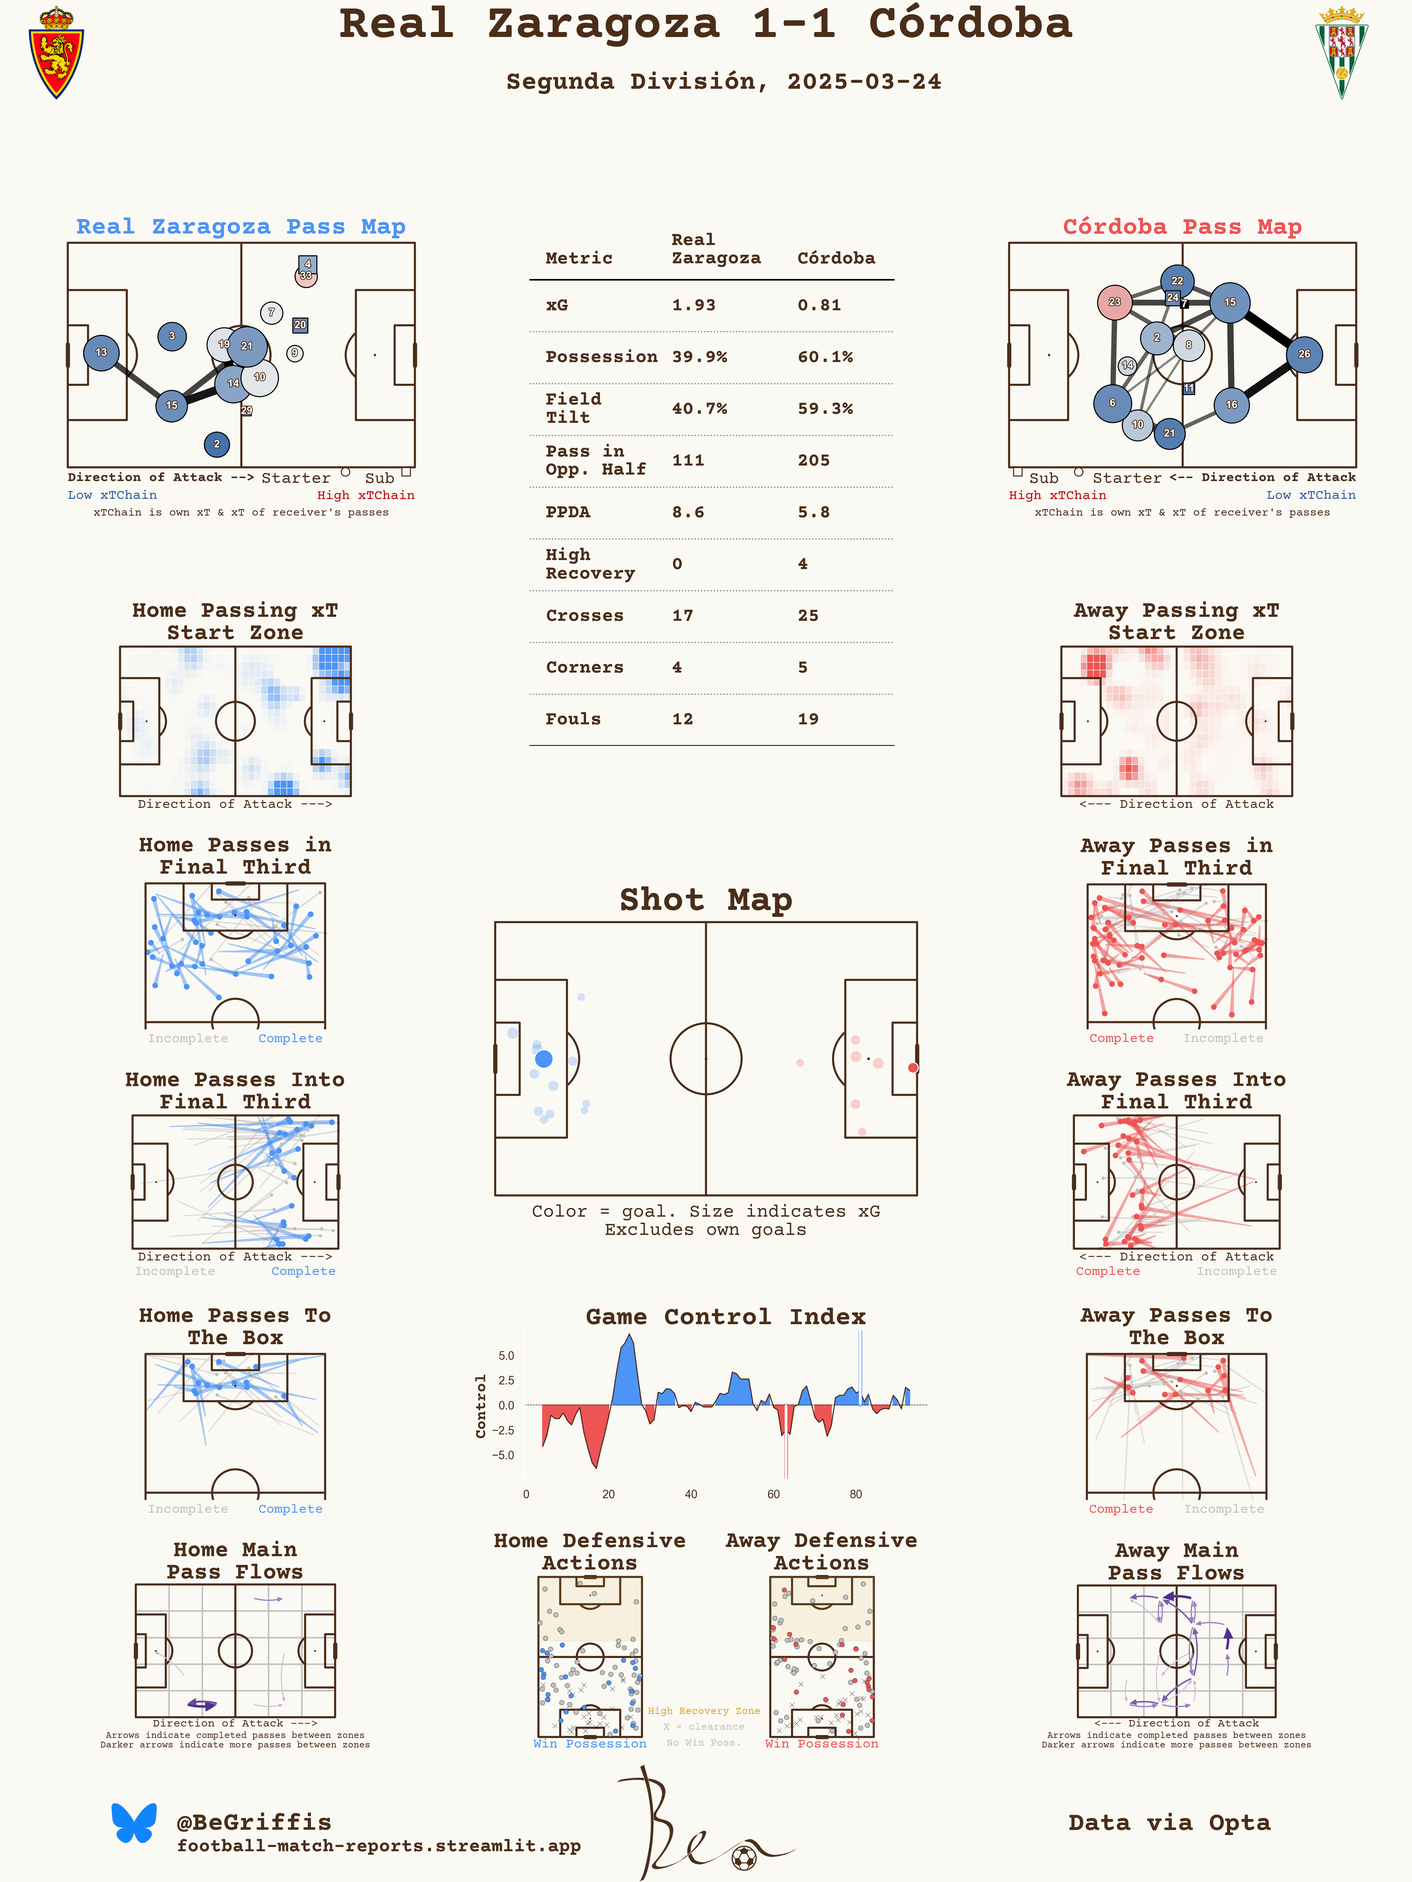 Real Zaragoza 1-1 Córdoba
Segunda División, 2025-03-24
Real Zaragoza Pass Map
4
33
7
20
3
19
21
9
13
10
14
15
29
2
Direction of Attack --> Starter Sub
Low xTChain High xTChain
xTChain is own xT & xT of receiver's passes
Metric Real Zaragoza Córdoba
xG 1.93 0.81
Possession 39.9% 60.1%
Field Tilt 40.7% 59.3%
Pass in Opp. Half 111 205
PPDA 8.6 5.8
High Recovery 0 4
Crosses 17 25
Corners 4 5
Fouls 12 19
Córdoba Pass Map
22
23
24
7
15
2
8
26
14
11
6
16
10
21
Sub Starter <-- Direction of Attack
High xTChain Low xTChain
xTChain is own xT & xT of receiver's passes
Home Passing xT
Start Zone
Direction of Attack --->
Away Passing xT
Start Zone
<--- Direction of Attack
Home Passes in
Final Third
Incomplete Complete
Away Passes in
Final Third
Complete Incomplete
Shot Map
Color = goal. Size indicates xG
Excludes own goals
Home Passes Into
Final Third
Direction of Attack --->
Incomplete Complete
Away Passes Into
Final Third
<--- Direction of Attack
Complete Incomplete
Home Passes To
The Box
Incomplete Complete
Game Control Index
Control
5.0
2.5
0.0
−2.5
−5.0
0 20 40 60 80
Away Passes To
The Box
Complete Incomplete
Home Main
Pass Flows
Direction of Attack --->
Arrows indicate completed passes between zones
Darker arrows indicate more passes between zones
Home Defensive
Actions
Win Possession
High Recovery Zone
X = clearance
No Win Poss.
Away Defensive
Actions
Win Possession
Away Main
Pass Flows
<--- Direction of Attack
Arrows indicate completed passes between zones
Darker arrows indicate more passes between zones
@BeGriffis
football-match-reports.streamlit.app
Ben
Data via Opta